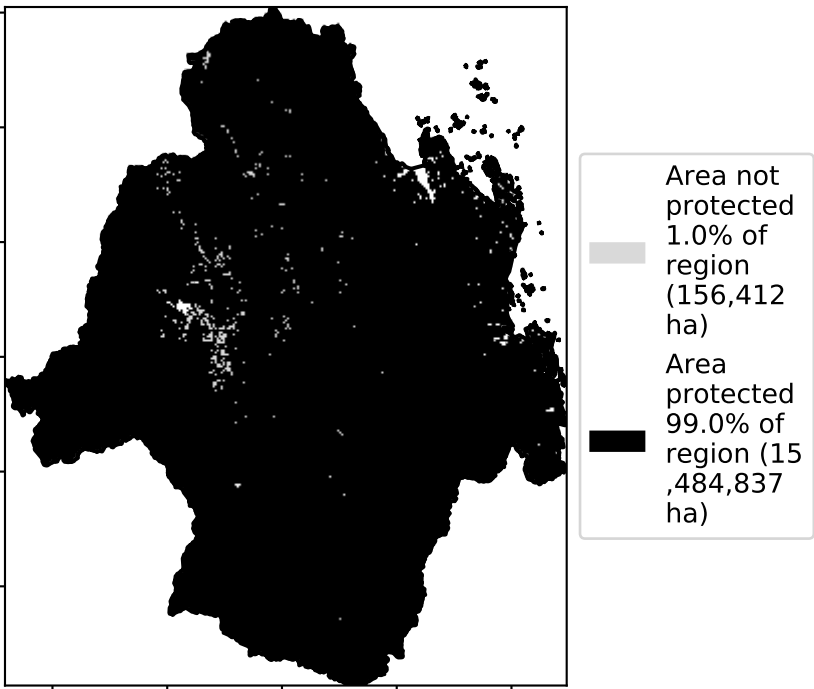 Area not
protected
1.0% of
region
(156,412
ha)
Area
protected
99.0% of
region (15
,484,837
ha)